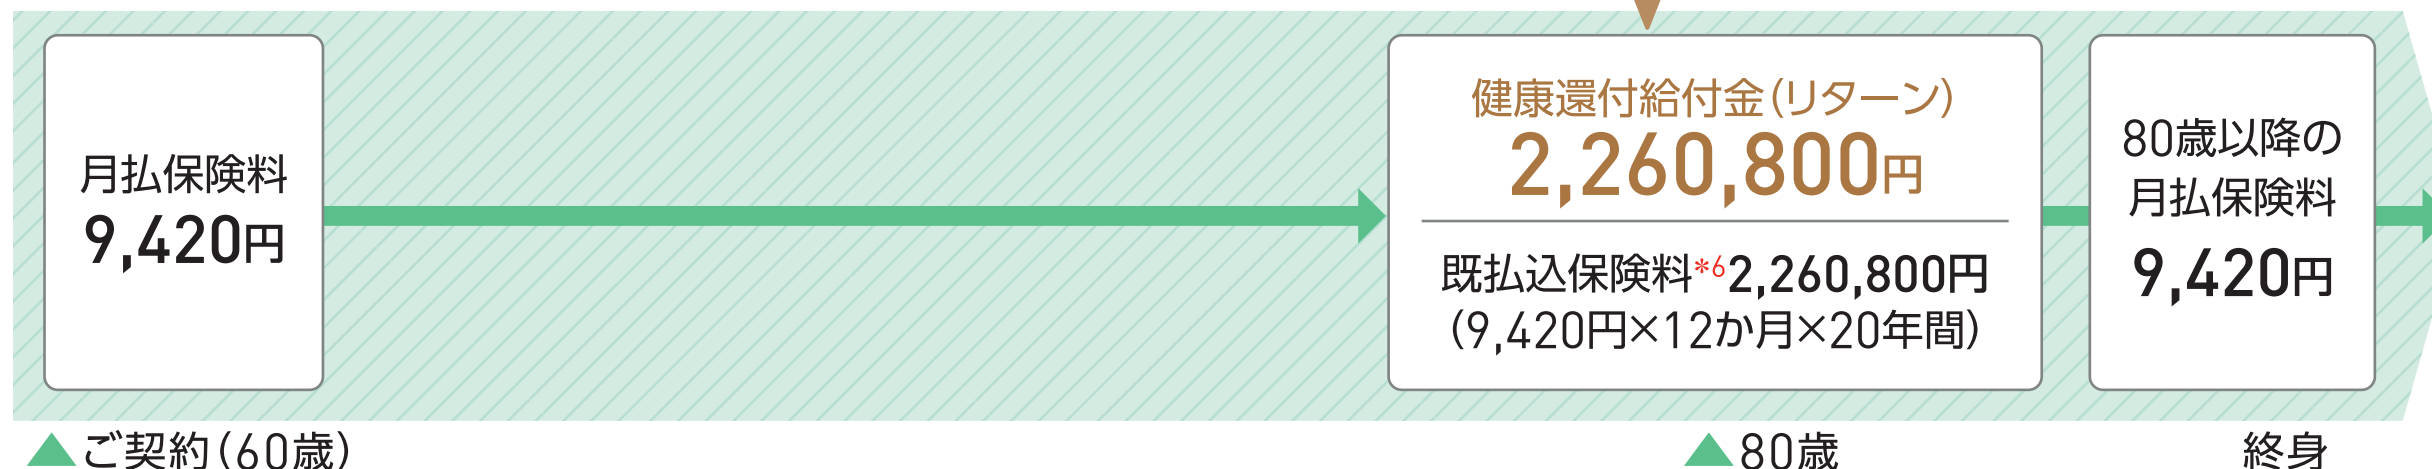 月払保険料
9,420円
健康還付給付金(リターン)
2,260,800円
既払込保険料*6 2,260,800円
(9,420円×12か月×20年間)
80歳以降の
月払保険料
9,420円
▲ご契約(60歳)
▲80歳
終身